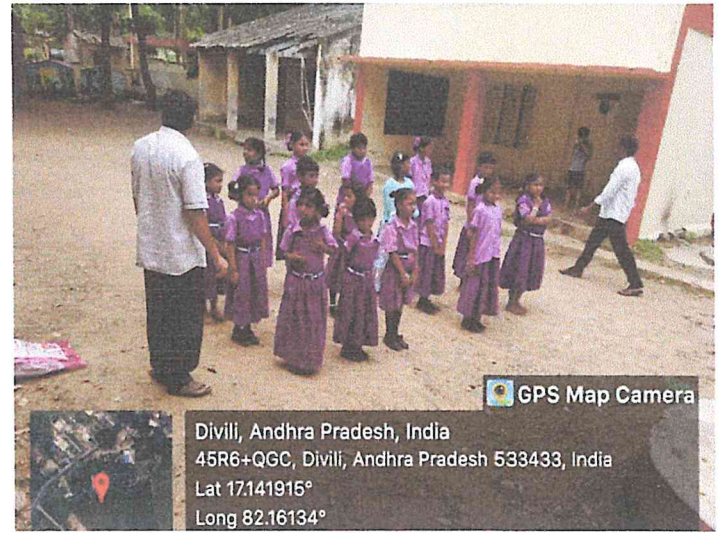 GPS Map Camera
Divili, Andhra Pradesh, India
45R6+QGC, Divili, Andhra Pradesh 533433, India
Lat 17.141915°
Long 82.16134°